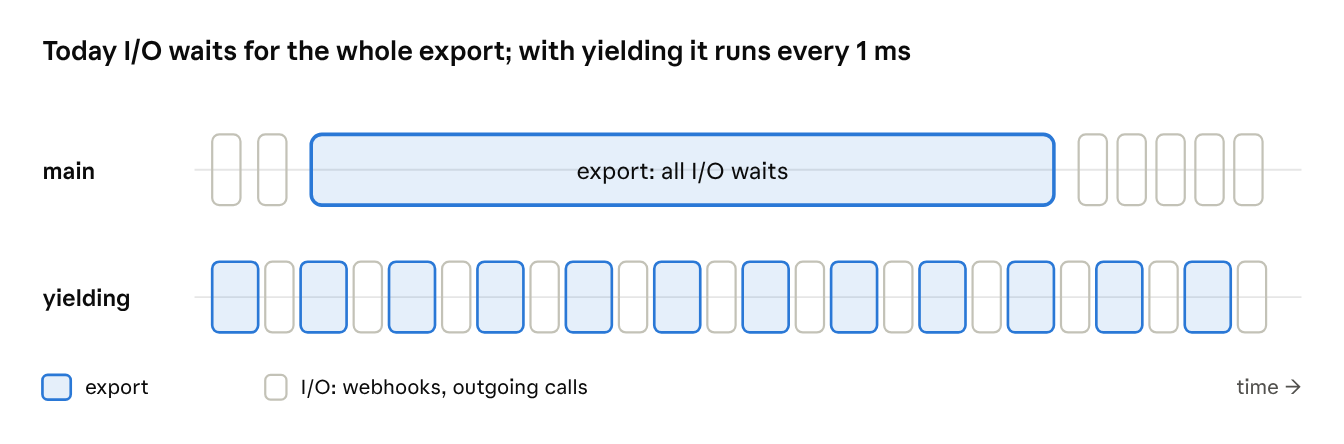 Today I/O waits for the whole export; with yielding it runs every 1 ms
main
export: all I/O waits
yielding
export
I/O: webhooks, outgoing calls
time →